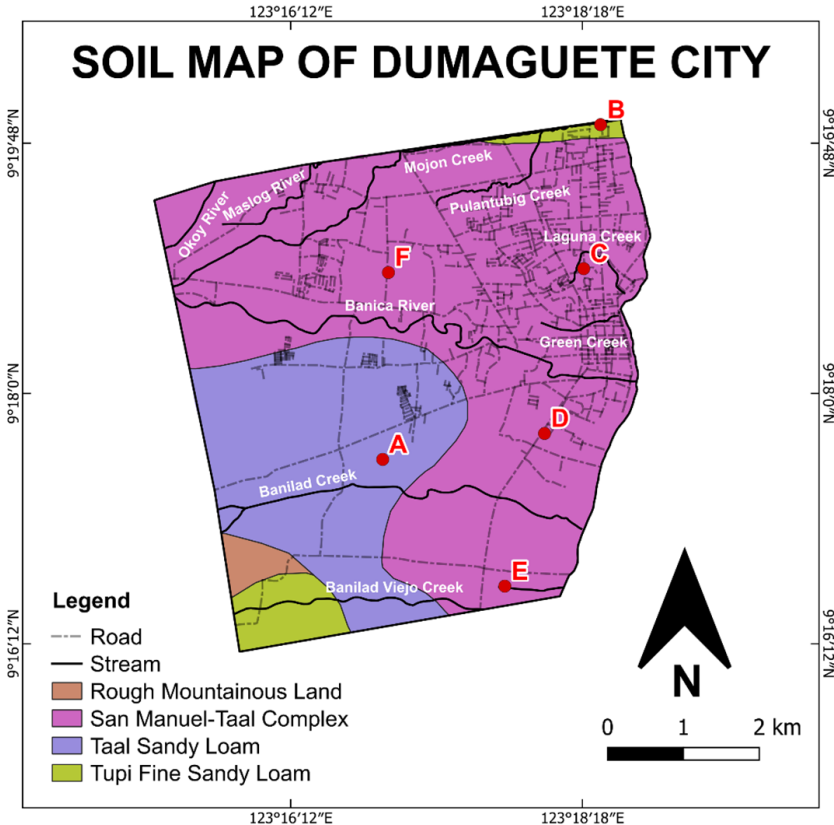 123°16′12″E
123°18′18″E
SOIL MAP OF DUMAGUETE CITY
B
9°19′48″N
9°19′48″N
Mojon Creek
Maslog River
Pulantubig Creek
Okoy River
Laguna Creek
F
C
Banica River
Green Creek
9°18′0″N
9°18′0″N
D
A
Banilad Creek
E
Banilad Viejo Creek
Legend
Road
Stream
Rough Mountainous Land
San Manuel-Taal Complex
Taal Sandy Loam
Tupi Fine Sandy Loam
9°16′12″N
9°16′12″N
N
0 1 2 km
123°16′12″E
123°18′18″E